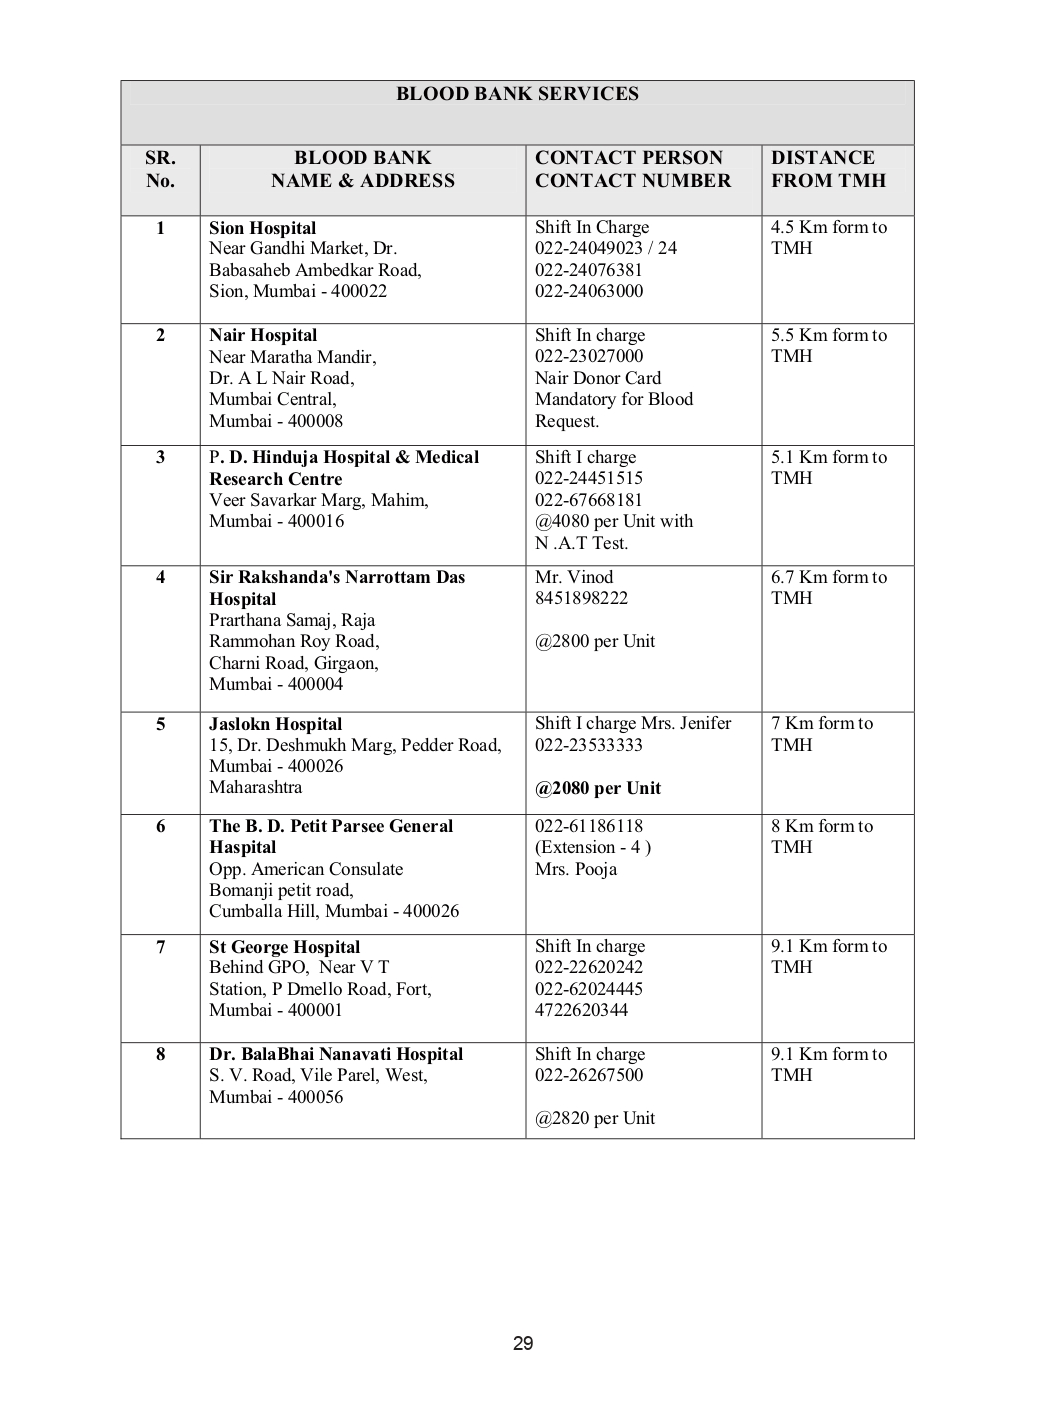 BLOOD BANK SERVICES
SR. No.
BLOOD BANK NAME & ADDRESS
CONTACT PERSON CONTACT NUMBER
DISTANCE FROM TMH
1
Sion Hospital
Near Gandhi Market, Dr.
Babasaheb Ambedkar Road,
Sion, Mumbai - 400022
Shift In Charge
022-24049023 / 24
022-24076381
022-24063000
4.5 Km form to
TMH
2
Nair Hospital
Near Maratha Mandir,
Dr. A L Nair Road,
Mumbai Central,
Mumbai - 400008
Shift In charge
022-23027000
Nair Donor Card
Mandatory for Blood
Request.
5.5 Km form to
TMH
3
P. D. Hinduja Hospital & Medical
Research Centre
Veer Savarkar Marg, Mahim,
Mumbai - 400016
Shift I charge
022-24451515
022-67668181
@4080 per Unit with
N .A.T Test.
5.1 Km form to
TMH
4
Sir Rakshanda's Narrottam Das
Hospital
Prarthana Samaj, Raja
Rammohan Roy Road,
Charni Road, Girgaon,
Mumbai - 400004
Mr. Vinod
8451898222
@2800 per Unit
6.7 Km form to
TMH
5
Jaslokn Hospital
15, Dr. Deshmukh Marg, Pedder Road,
Mumbai - 400026
Maharashtra
Shift I charge Mrs. Jenifer
022-23533333
@2080 per Unit
7 Km form to
TMH
6
The B. D. Petit Parsee General
Haspital
Opp. American Consulate
Bomanji petit road,
Cumballa Hill, Mumbai - 400026
022-61186118
(Extension - 4 )
Mrs. Pooja
8 Km form to
TMH
7
St George Hospital
Behind GPO, Near V T
Station, P Dmello Road, Fort,
Mumbai - 400001
Shift In charge
022-22620242
022-62024445
4722620344
9.1 Km form to
TMH
8
Dr. BalaBhai Nanavati Hospital
S. V. Road, Vile Parel, West,
Mumbai - 400056
Shift In charge
022-26267500
@2820 per Unit
9.1 Km form to
TMH
29